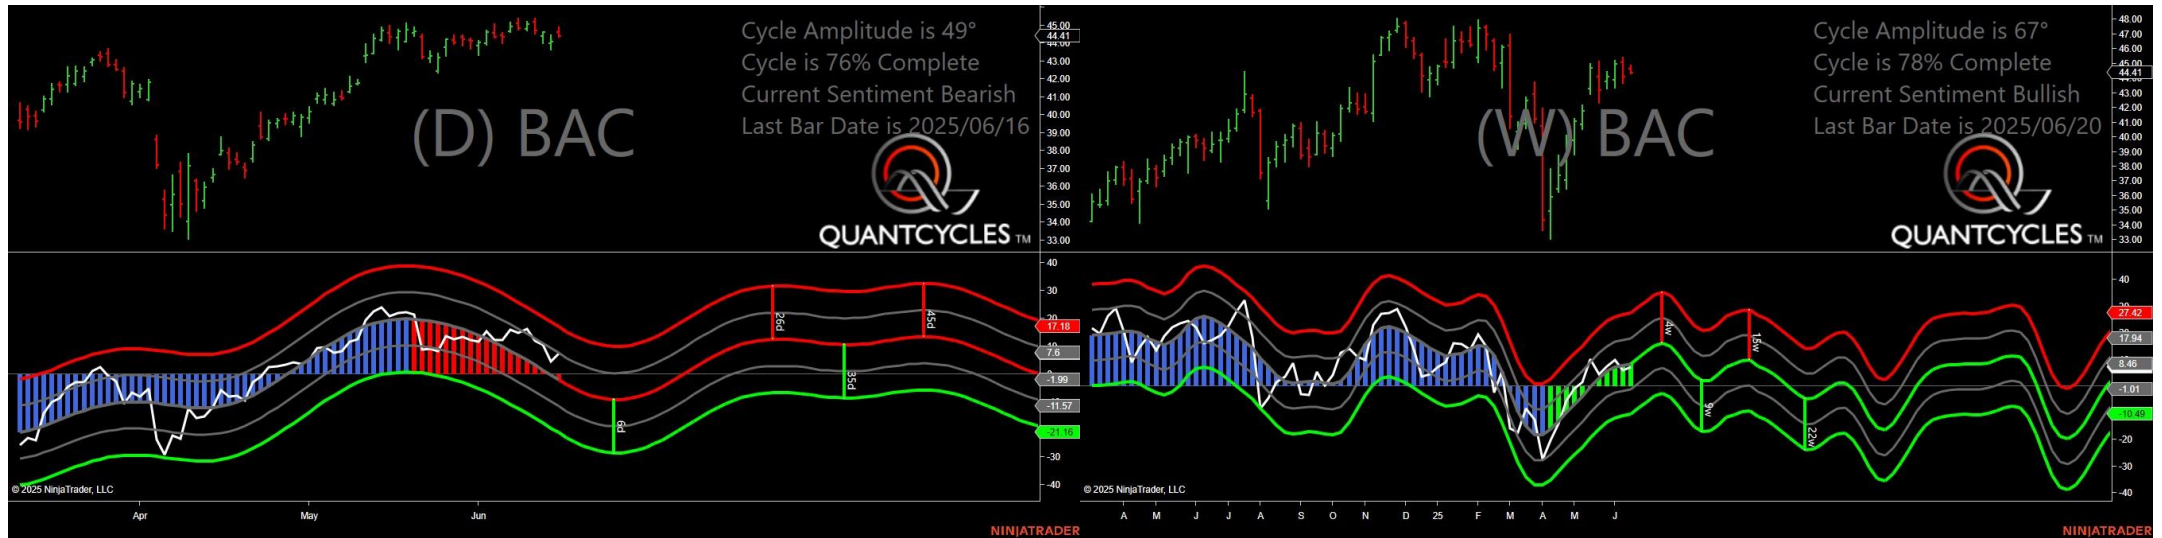 Cycle Amplitude is 49°
Cycle is 76% Complete
Current Sentiment Bearish
Last Bar Date is 2025/06/16
(D) BAC
QUANTCYCLES TM
45.00
44.41
44.00
43.00
42.00
41.00
40.00
39.00
38.00
37.00
36.00
35.00
34.00
33.00
40
30
20
17.18
7.6
-1.99
-11.57
-21.16
-30
-40
26d
45d
35d
6d
© 2025 NinjaTrader, LLC
Apr May Jun
NINJATRADER
Cycle Amplitude is 67°
Cycle is 78% Complete
Current Sentiment Bullish
Last Bar Date is 2025/06/20
(W) BAC
QUANTCYCLES TM
48.00
47.00
46.00
45.00
44.41
43.00
42.00
41.00
40.00
39.00
38.00
37.00
36.00
35.00
34.00
33.00
40
27.42
17.94
8.46
-1.01
-10.49
-20
-30
-40
4w
15w
9w
22w
© 2025 NinjaTrader, LLC
A M J J A S O N D 25 F M A M J
NINJATRADER